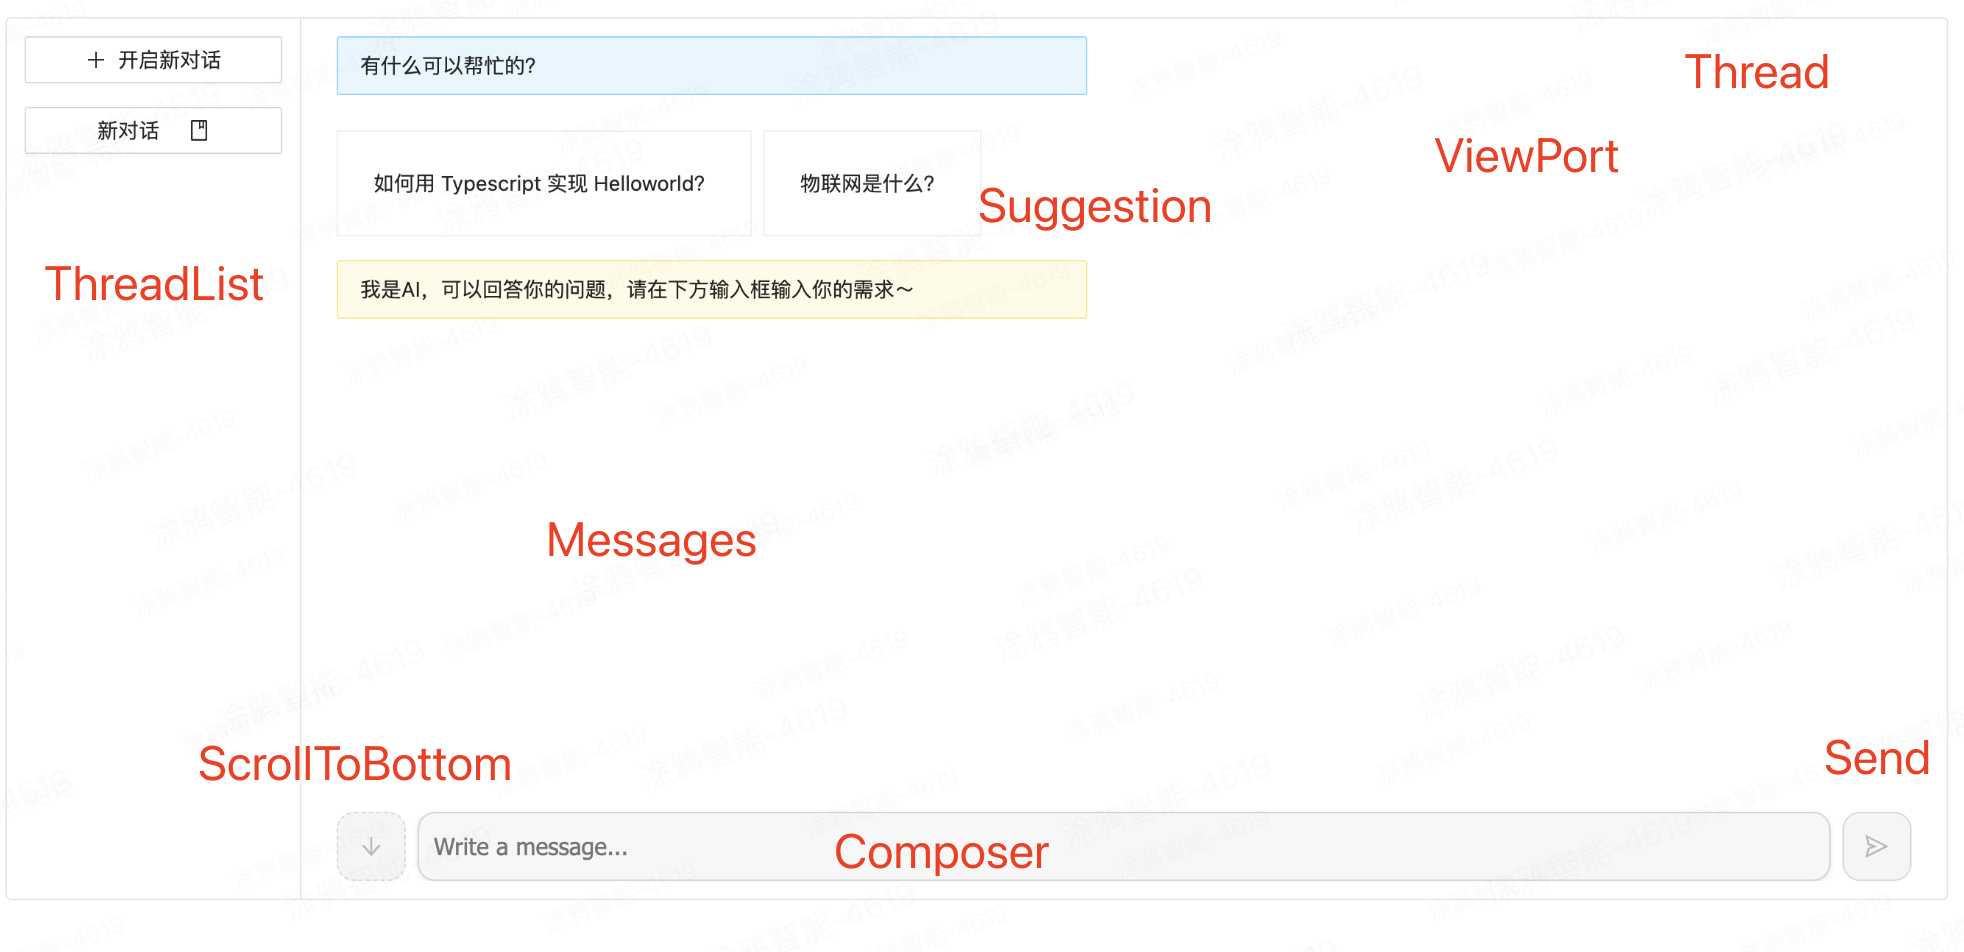 开启新对话
新对话
ThreadList
有什么可以帮忙的?
Thread
ViewPort
如何用 Typescript 实现 Helloworld?
物联网是什么?
Suggestion
我是AI，可以回答你的问题，请在下方输入框输入你的需求～
Messages
ScrollToBottom
Send
Write a message...
Composer
涂鸦智能-4619